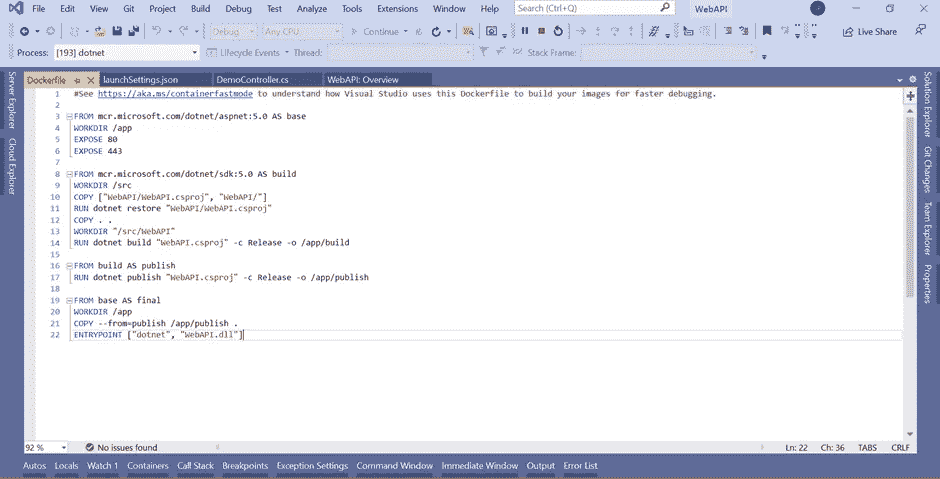 File Edit View Git Project Build Debug Test Analyze Tools Extensions Window Help Search (Ctrl+Q) WebAPI
Debug Any CPU Continue Live Share
Process: [193] dotnet Lifecycle Events Thread: Stack Frame:
Dockerfile launchSettings.json DemoController.cs WebAPI: Overview
1 #See https://aka.ms/containerfastmode to understand how Visual Studio uses this Dockerfile to build your images for faster debugging.
2
3 FROM mcr.microsoft.com/dotnet/aspnet:5.0 AS base
4 WORKDIR /app
5 EXPOSE 80
6 EXPOSE 443
7
8 FROM mcr.microsoft.com/dotnet/sdk:5.0 AS build
9 WORKDIR /src
10 COPY ["WebAPI/WebAPI.csproj", "WebAPI/"]
11 RUN dotnet restore "WebAPI/WebAPI.csproj"
12 COPY . .
13 WORKDIR "/src/WebAPI"
14 RUN dotnet build "WebAPI.csproj" -c Release -o /app/build
15
16 FROM build AS publish
17 RUN dotnet publish "WebAPI.csproj" -c Release -o /app/publish
18
19 FROM base AS final
20 WORKDIR /app
21 COPY --from=publish /app/publish .
22 ENTRYPOINT ["dotnet", "WebAPI.dll"]
Server Explorer
Cloud Explorer
Solution Explorer
Git Changes
Team Explorer
Properties
92 % No issues found Ln: 22 Ch: 36 TABS CRLF
Autos Locals Watch 1 Containers Call Stack Breakpoints Exception Settings Command Window Immediate Window Output Error List